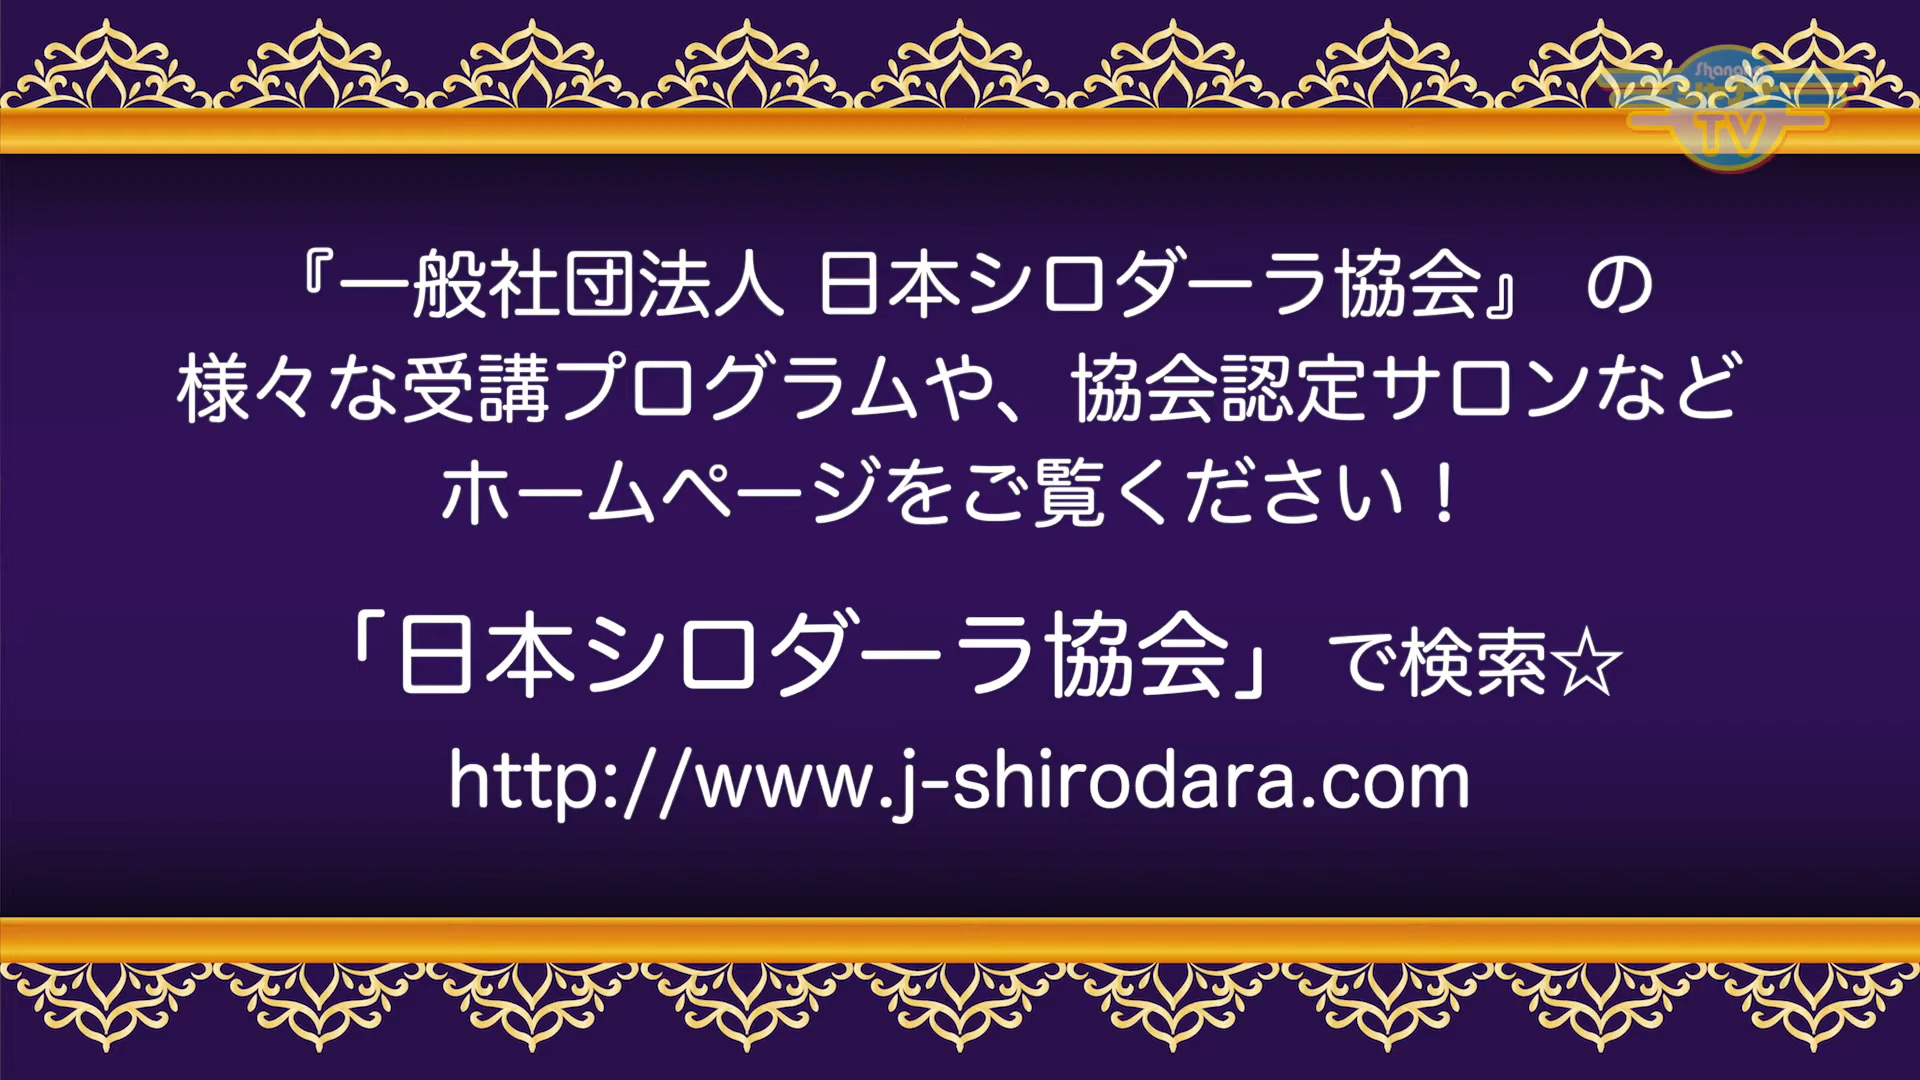 『一般社団法人 日本シロダーラ協会』 の
様々な受講プログラムや、協会認定サロンなど
ホームページをご覧ください！
「日本シロダーラ協会」で検索☆
http://www.j-shirodara.com
TV